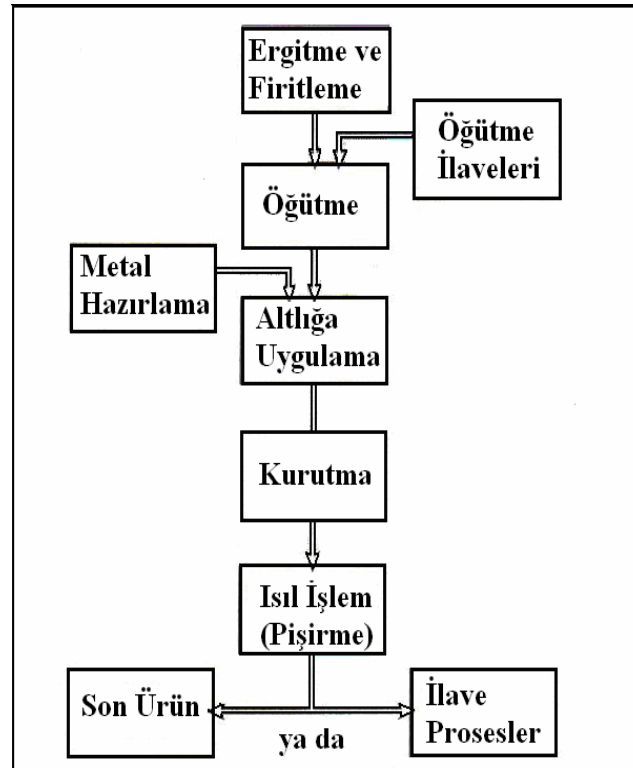 Ergitme ve
Firitleme
Öğütme
İlaveleri
Öğütme
Metal
Hazırlama
Altlığa
Uygulama
Kurutma
Isıl İşlem
(Pişirme)
Son Ürün
ya da
İlave
Prosesler